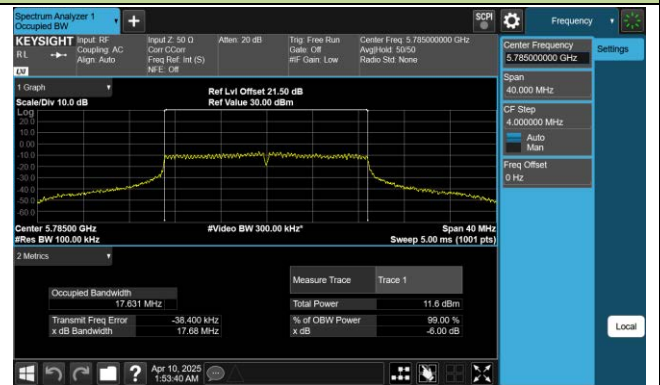 Spectrum Analyzer 1
Occupied BW
+
SCPI
Frequency
KEYSIGHT
RL
LXI
Input: RF
Coupling: AC
Align: Auto
Input Z: 50 Ω
Corr CCorr
Freq Ref: Int (S)
NFE: Off
Atten: 20 dB
Trig: Free Run
Gate: Off
#IF Gain: Low
Center Freq: 5.785000000 GHz
Avg|Hold: 50/50
Radio Std: None
Center Frequency
5.785000000 GHz
Settings
Span
40.000 MHz
CF Step
4.000000 MHz
Auto
Man
Freq Offset
0 Hz
Local
1 Graph
Scale/Div 10.0 dB
Ref Lvl Offset 21.50 dB
Ref Value 30.00 dBm
Log
20.0
10.0
0.00
-10.0
-20.0
-30.0
-40.0
-50.0
-60.0
Center 5.78500 GHz
#Video BW 300.00 kHz*
Span 40 MHz
#Res BW 100.00 kHz
Sweep 5.00 ms (1001 pts)
2 Metrics
Measure Trace
Trace 1
Occupied Bandwidth
17.631 MHz
Total Power
11.6 dBm
Transmit Freq Error
-38.400 kHz
% of OBW Power
99.00 %
x dB Bandwidth
17.68 MHz
x dB
-6.00 dB
?
Apr 10, 2025
1:53:40 AM